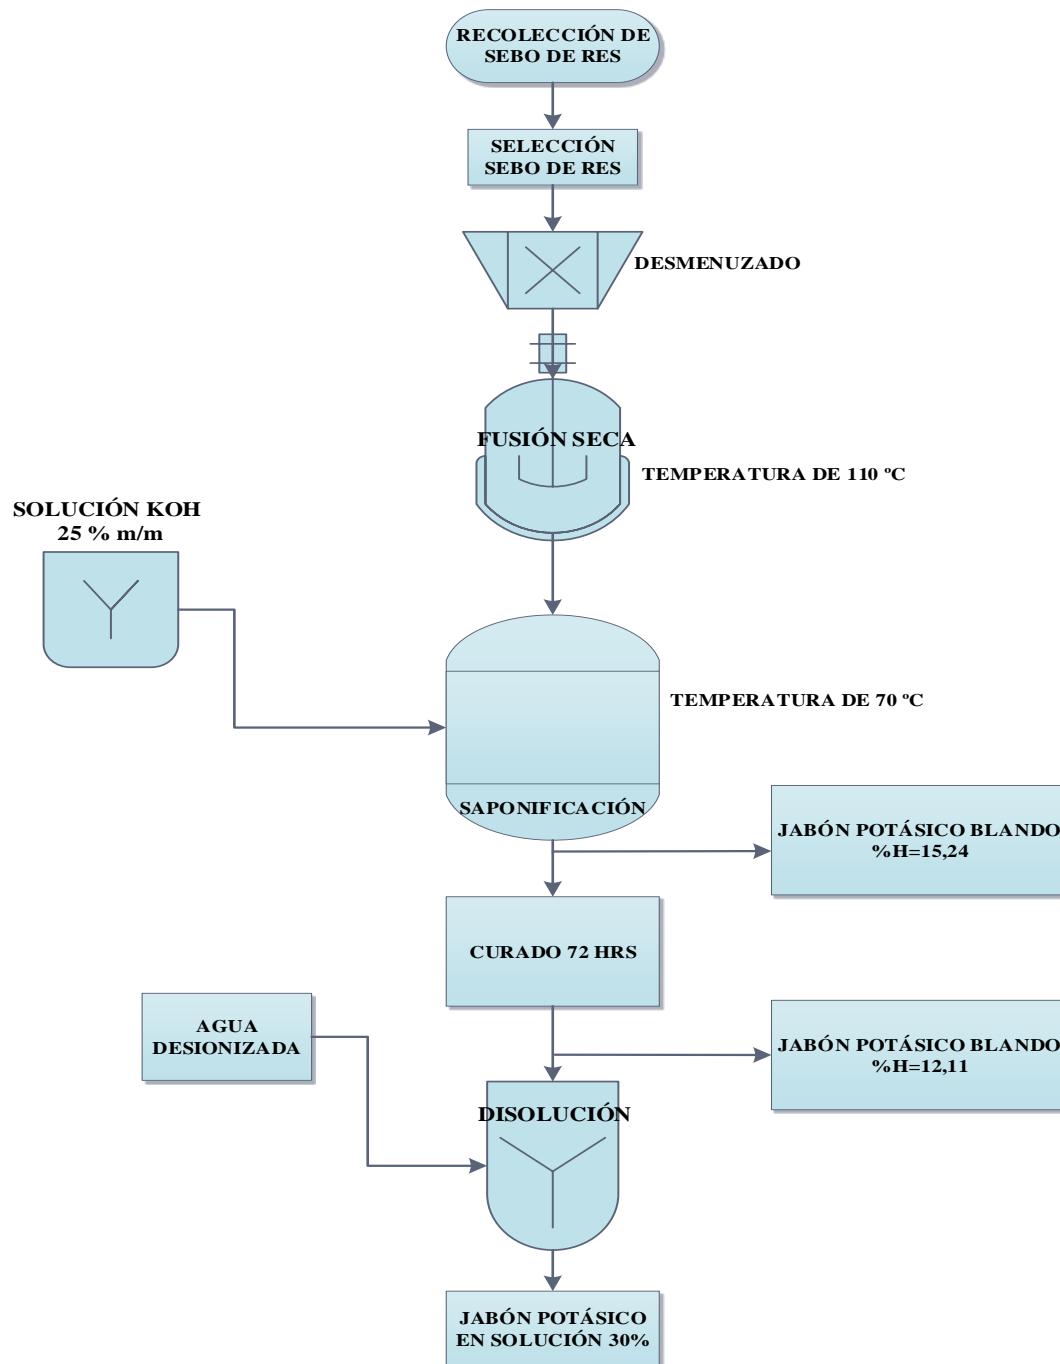 RECOLECCIÓN DE
SEBO DE RES
SELECCIÓN
SEBO DE RES
DESMENUZADO
FUSIÓN SECA
TEMPERATURA DE 110 ºC
SOLUCIÓN KOH
25 % m/m
TEMPERATURA DE 70 ºC
SAPONIFICACIÓN
JABÓN POTÁSICO BLANDO
%H=15,24
CURADO 72 HRS
AGUA
DESIONIZADA
JABÓN POTÁSICO BLANDO
%H=12,11
DISOLUCIÓN
JABÓN POTÁSICO
EN SOLUCIÓN 30%